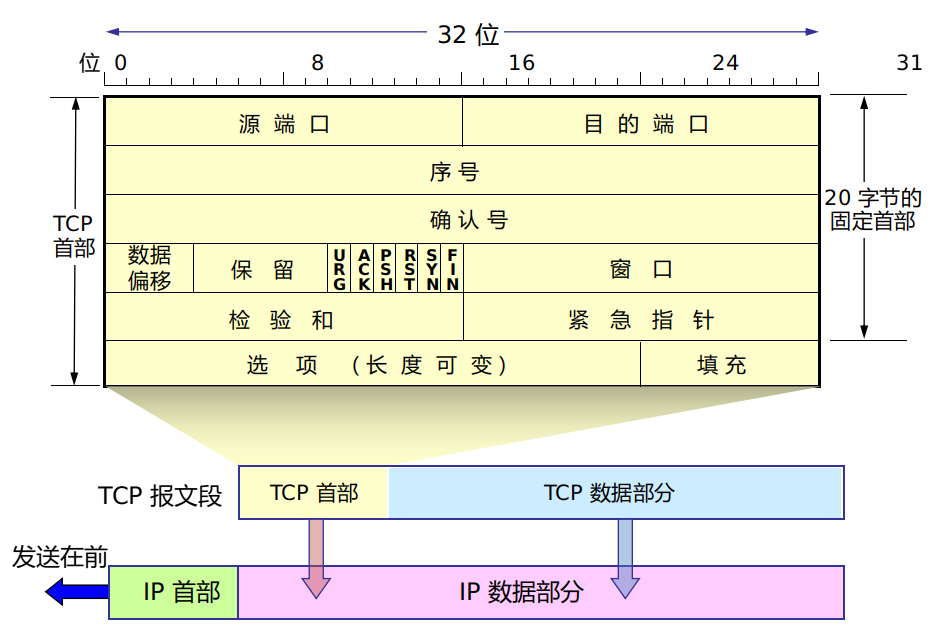 32 位
位 0 8 16 24 31
源 端 口 目 的 端 口
序 号
确 认 号
TCP
首部
20 字节的
固定首部
数据
偏移
保 留
URG
ACK
PSH
RST
SYN
FIN
窗 口
检 验 和 紧 急 指 针
选 项 (长 度 可 变) 填 充
TCP 报文段 TCP 首部 TCP 数据部分
发送在前
IP 首部 IP 数据部分